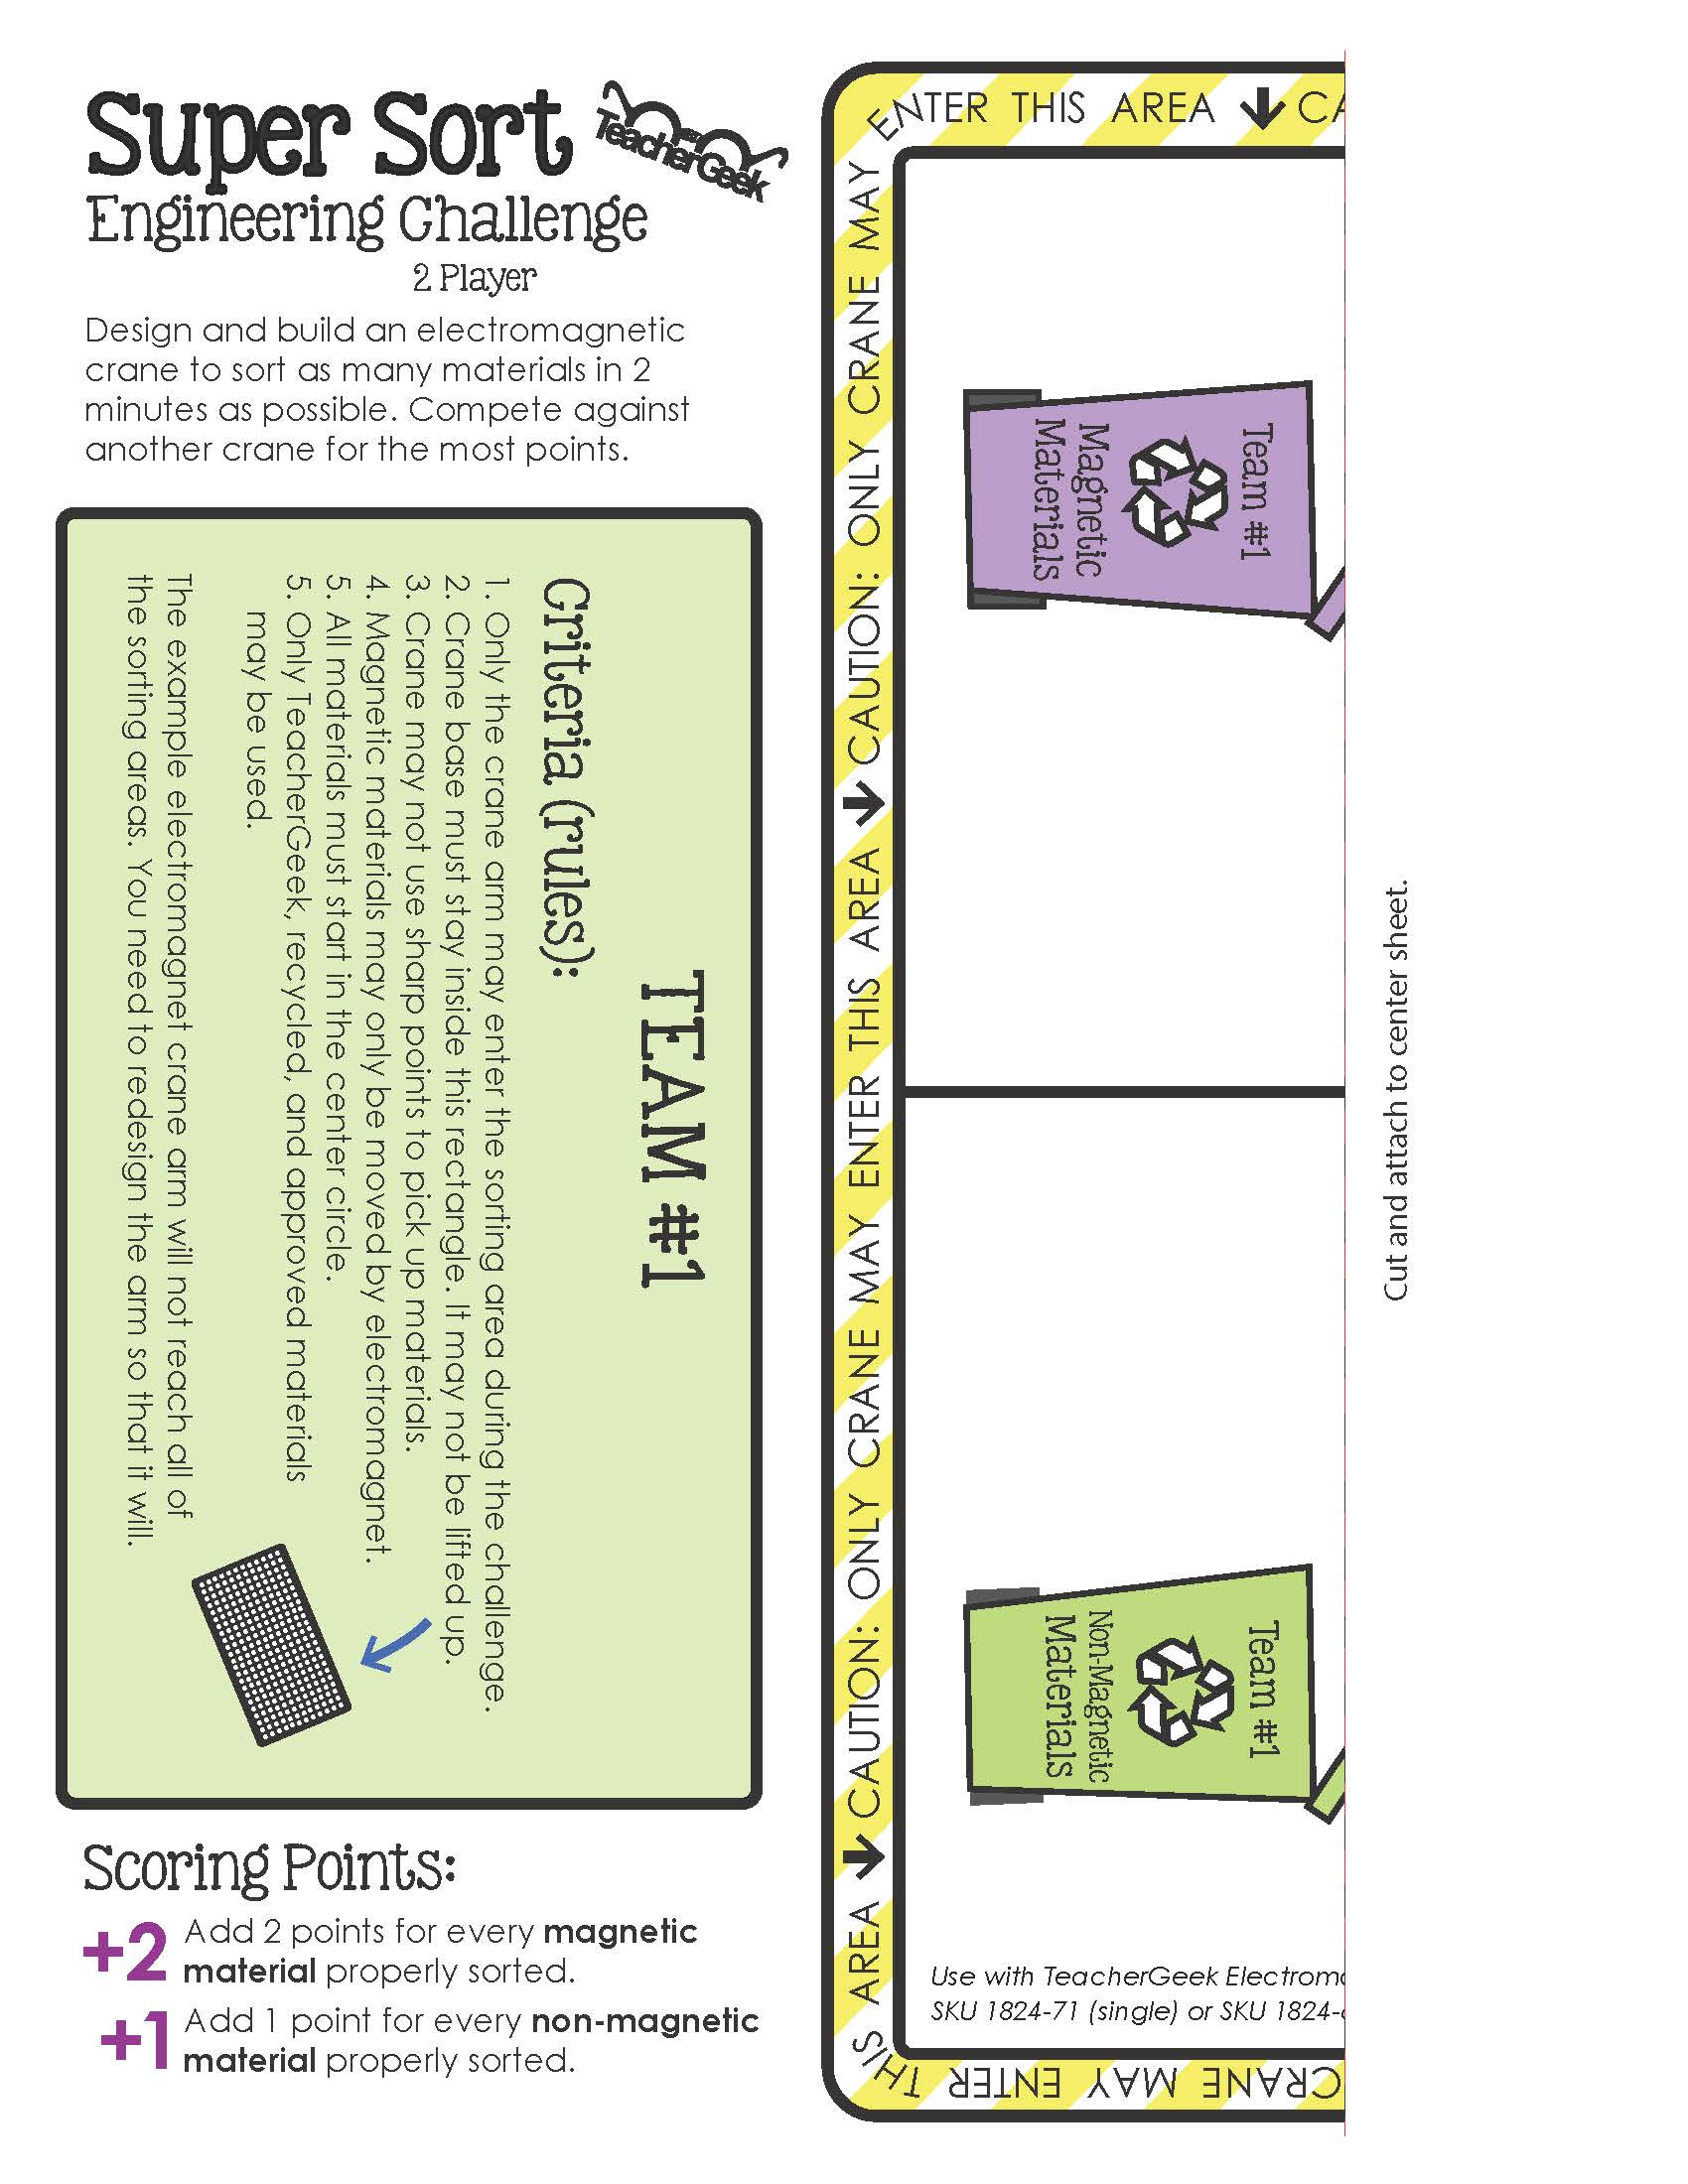 Super Sort
TeacherGeek
Engineering Challenge
2 Player
Design and build an electromagnetic
crane to sort as many materials in 2
minutes as possible. Compete against
another crane for the most points.
TEAM #1
Criteria (rules):
1. Only the crane arm may enter the sorting area during the challenge.
2. Crane base must stay inside this rectangle. It may not be lifted up.
3. Crane may not use sharp points to pick up materials.
4. Magnetic materials may only be moved by electromagnet.
5. All materials must start in the center circle.
5. Only TeacherGeek, recycled, and approved materials
may be used.
The example electromagnet crane arm will not reach all of
the sorting areas. You need to redesign the arm so that it will.
Scoring Points:
+2 Add 2 points for every magnetic
material properly sorted.
+1 Add 1 point for every non-magnetic
material properly sorted.
CRANE MAY ENTER THIS AREA ➔ CAUTION: ONLY CRANE MAY ENTER THIS AREA ➔ CAUTION: ONLY CRANE MAY ENTER THIS AREA ➔ CA
Team #1
Magnetic
Materials
Team #1
Non-Magnetic
Materials
Use with TeacherGeek Electrom
SKU 1824-71 (single) or SKU 1824-
Cut and attach to center sheet.